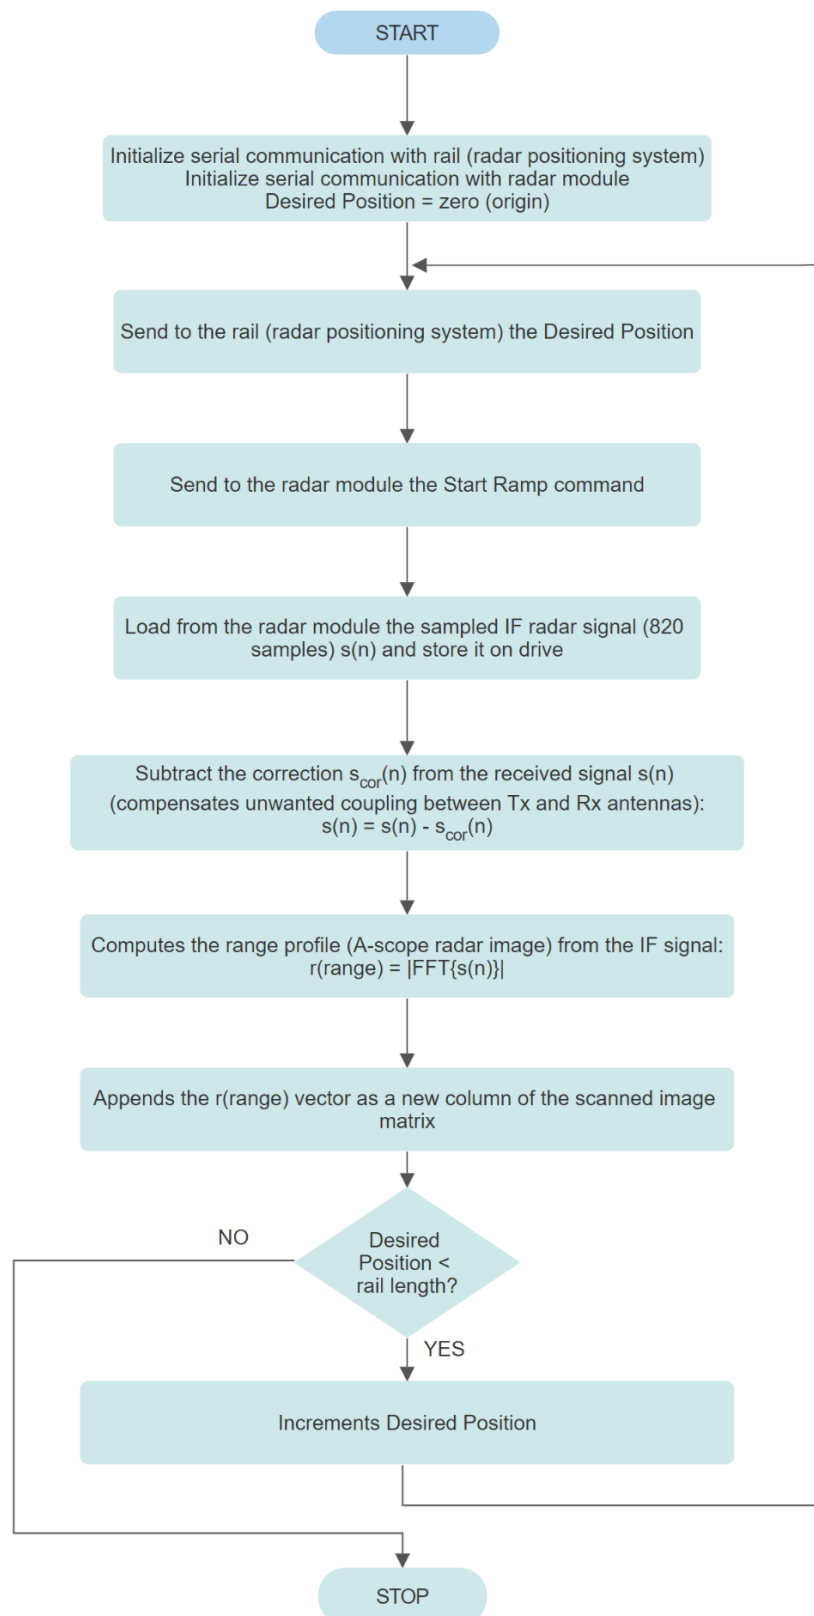 START
Initialize serial communication with rail (radar positioning system)
Initialize serial communication with radar module
Desired Position = zero (origin)
Send to the rail (radar positioning system) the Desired Position
Send to the radar module the Start Ramp command
Load from the radar module the sampled IF radar signal (820
samples) s(n) and store it on drive
Subtract the correction s_cor(n) from the received signal s(n)
(compensates unwanted coupling between Tx and Rx antennas):
s(n) = s(n) - s_cor(n)
Computes the range profile (A-scope radar image) from the IF signal:
r(range) = |FFT{s(n)}|
Appends the r(range) vector as a new column of the scanned image
matrix
NO
Desired
Position <
rail length?
YES
Increments Desired Position
STOP